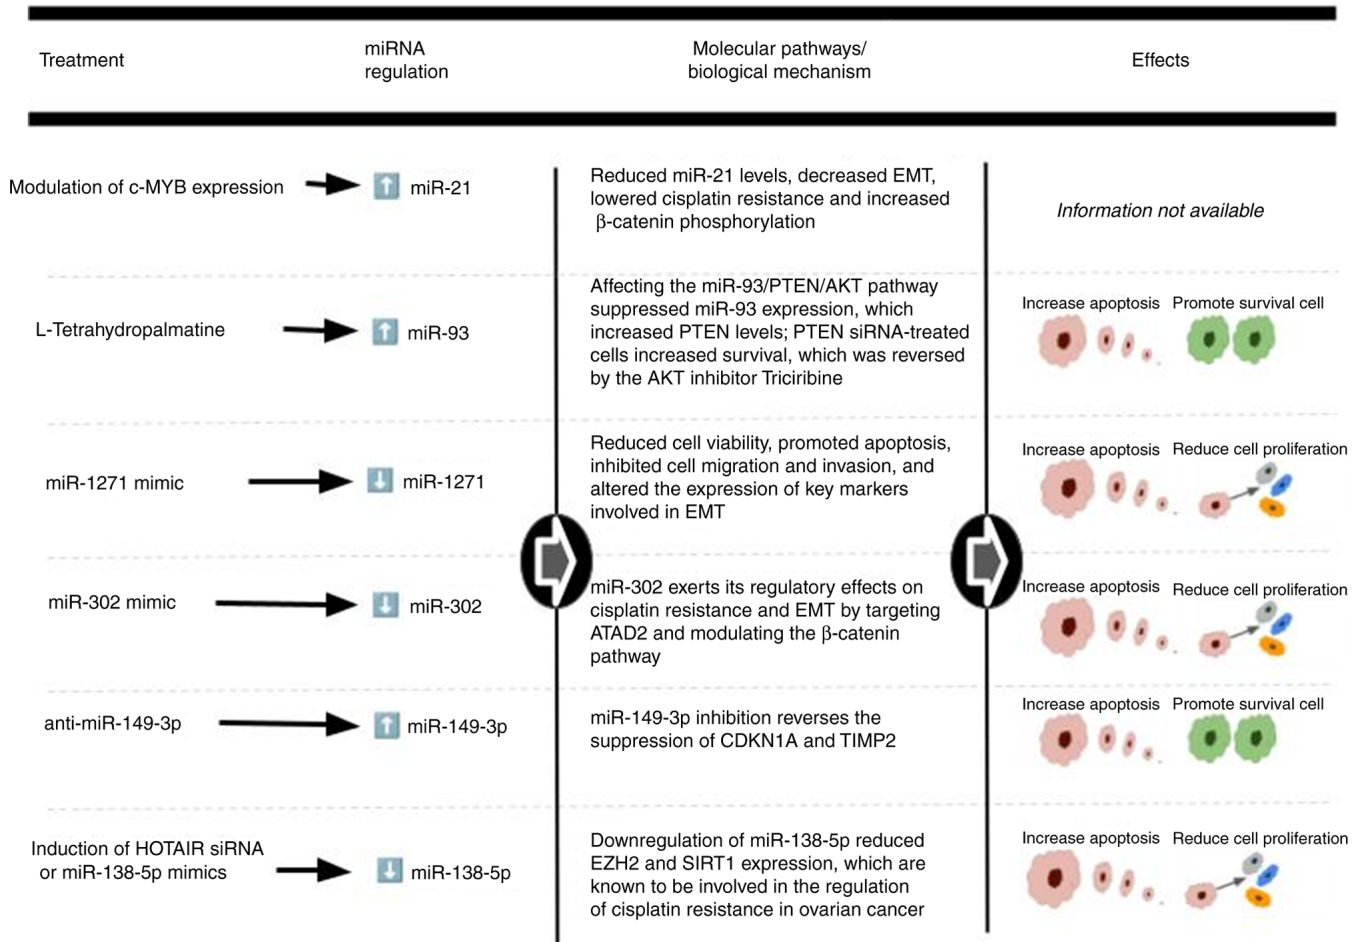 Treatment
miRNA
regulation
Molecular pathways/
biological mechanism
Effects
Modulation of c-MYB expression
miR-21
Reduced miR-21 levels, decreased EMT,
lowered cisplatin resistance and increased
β-catenin phosphorylation
Information not available
L-Tetrahydropalmatine
miR-93
Affecting the miR-93/PTEN/AKT pathway
suppressed miR-93 expression, which
increased PTEN levels; PTEN siRNA-treated
cells increased survival, which was reversed
by the AKT inhibitor Triciribine
Increase apoptosis
Promote survival cell
miR-1271 mimic
miR-1271
Reduced cell viability, promoted apoptosis,
inhibited cell migration and invasion, and
altered the expression of key markers
involved in EMT
Increase apoptosis
Reduce cell proliferation
miR-302 mimic
miR-302
miR-302 exerts its regulatory effects on
cisplatin resistance and EMT by targeting
ATAD2 and modulating the β-catenin
pathway
Increase apoptosis
Reduce cell proliferation
anti-miR-149-3p
miR-149-3p
miR-149-3p inhibition reverses the
suppression of CDKN1A and TIMP2
Increase apoptosis
Promote survival cell
Induction of HOTAIR siRNA
or miR-138-5p mimics
miR-138-5p
Downregulation of miR-138-5p reduced
EZH2 and SIRT1 expression, which are
known to be involved in the regulation
of cisplatin resistance in ovarian cancer
Increase apoptosis
Reduce cell proliferation